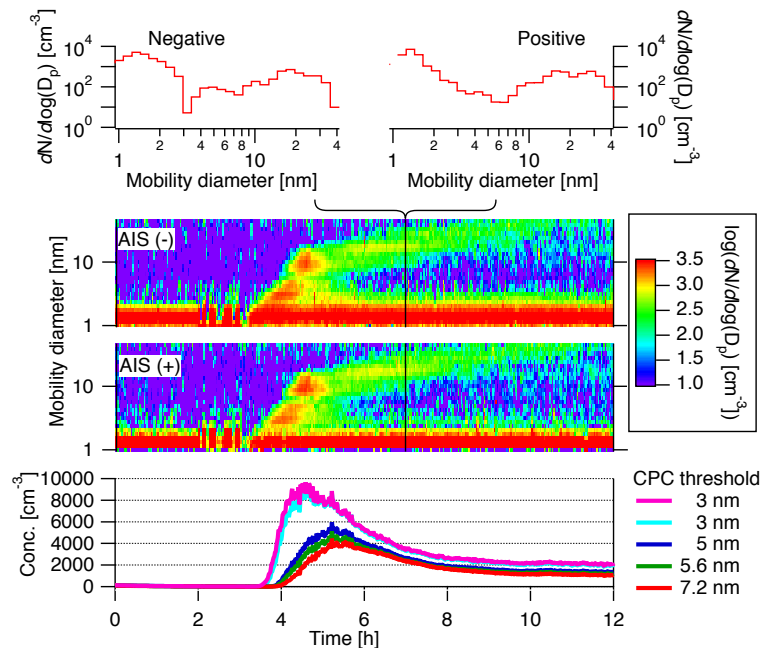 Negative
Positive
dN/dlog(Dp) [cm-3]
10^4
10^2
10^0
10^4
10^2
10^0
dN/dlog(Dp) [cm-3]
1 2 4 6 8 10 2 4
1 2 4 6 8 10 2 4
Mobility diameter [nm]
Mobility diameter [nm]
AIS (-)
10
1
AIS (+)
10
1
Mobility diameter [nm]
3.5
3.0
2.5
2.0
1.5
1.0
log(dN/dlog(Dp) [cm-3])
Conc. [cm-3]
10000
8000
6000
4000
2000
0
0 2 4 6 8 10 12
Time [h]
CPC threshold
3 nm
3 nm
5 nm
5.6 nm
7.2 nm